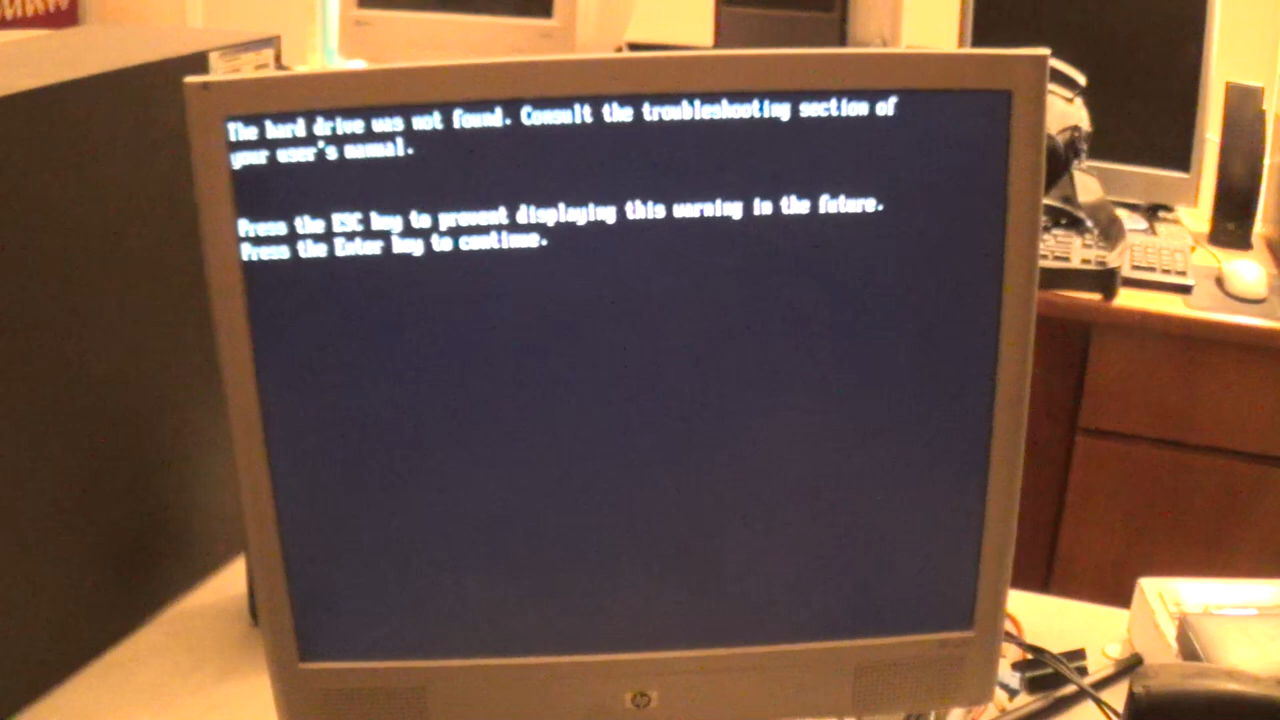 The hard drive was not found. Consult the troubleshooting section of
your user's manual.
Press the ESC key to prevent displaying this warning in the future.
Press the Enter key to continue.
hp